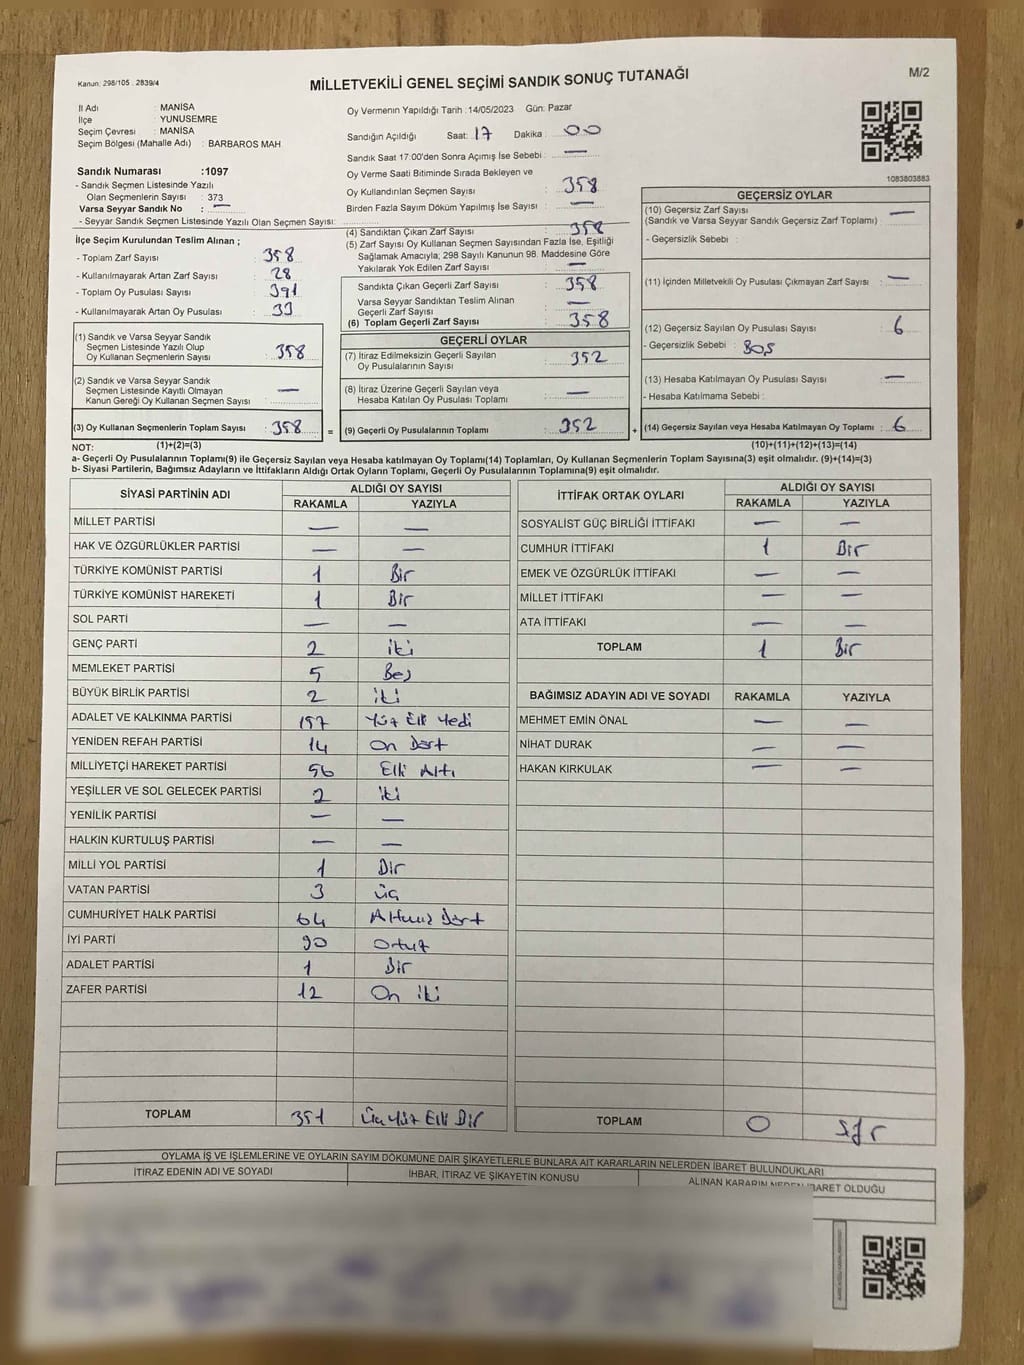 Kanun: 298/105 . 2839/4
MİLLETVEKİLİ GENEL SEÇİMİ SANDIK SONUÇ TUTANAĞI
M/2
İl Adı : MANİSA
İlçe : YUNUSEMRE
Seçim Çevresi : MANİSA
Seçim Bölgesi (Mahalle Adı) : BARBAROS MAH
Sandık Numarası :1097
- Sandık Seçmen Listesinde Yazılı
Olan Seçmenlerin Sayısı : 373
Varsa Seyyar Sandık No : —
- Seyyar Sandık Seçmen Listesinde Yazılı Olan Seçmen Sayısı:
Oy Vermenin Yapıldığı Tarih :14/05/2023 Gün: Pazar
Sandığın Açıldığı Saat: 17 Dakika : 00
Sandık Saat 17:00'den Sonra Açımış İse Sebebi : —
Oy Verme Saati Bitiminde Sırada Bekleyen ve
Oy Kullandırılan Seçmen Sayısı : 358
Birden Fazla Sayım Döküm Yapılmış İse Sayısı : —
1083803883
İlçe Seçim Kurulundan Teslim Alınan ;
- Toplam Zarf Sayısı : 358
- Kullanılmayarak Artan Zarf Sayısı : 28
- Toplam Oy Pusulası Sayısı : 391
- Kullanılmayarak Artan Oy Pusulası : 33
(1) Sandık ve Varsa Seyyar Sandık
Seçmen Listesinde Yazılı Olup
Oy Kullanan Seçmenlerin Sayısı : 358
(2) Sandık ve Varsa Seyyar Sandık
Seçmen Listesinde Kayıtlı Olmayan
Kanun Gereği Oy Kullanan Seçmen Sayısı : —
(3) Oy Kullanan Seçmenlerin Toplam Sayısı : 358
(4) Sandıktan Çıkan Zarf Sayısı : 358
(5) Zarf Sayısı Oy Kullanan Seçmen Sayısından Fazla İse, Eşitliği
Sağlamak Amacıyla; 298 Sayılı Kanunun 98. Maddesine Göre
Yakılarak Yok Edilen Zarf Sayısı : —
Sandıkta Çıkan Geçerli Zarf Sayısı : 358
Varsa Seyyar Sandıktan Teslim Alınan
Geçerli Zarf Sayısı : —
(6) Toplam Geçerli Zarf Sayısı : 358
GEÇERLİ OYLAR
(7) İtiraz Edilmeksizin Geçerli Sayılan
Oy Pusulalarının Sayısı : 352
(8) İtiraz Üzerine Geçerli Sayılan veya
Hesaba Katılan Oy Pusulası Toplamı : —
= (9) Geçerli Oy Pusulalarının Toplamı : 352 +
GEÇERSİZ OYLAR
(10) Geçersiz Zarf Sayısı : —
(Sandık ve Varsa Seyyar Sandık Geçersiz Zarf Toplamı)
- Geçersizlik Sebebi :
(11) İçinden Milletvekili Oy Pusulası Çıkmayan Zarf Sayısı : —
(12) Geçersiz Sayılan Oy Pusulası Sayısı : 6
- Geçersizlik Sebebi : BOŞ
(13) Hesaba Katılmayan Oy Pusulası Sayısı : —
- Hesaba Katılmama Sebebi :
(14) Geçersiz Sayılan veya Hesaba Katılmayan Oy Toplamı : 6
NOT: (1)+(2)=(3) (10)+(11)+(12)+(13)=(14)
a- Geçerli Oy Pusulalarının Toplamı(9) ile Geçersiz Sayılan veya Hesaba katılmayan Oy Toplamı(14) Toplamları, Oy Kullanan Seçmenlerin Toplam Sayısına(3) eşit olmalıdır. (9)+(14)=(3)
b- Siyasi Partilerin, Bağımsız Adayların ve İttifakların Aldığı Ortak Oyların Toplamı, Geçerli Oy Pusulalarının Toplamına(9) eşit olmalıdır.
SİYASİ PARTİNİN ADI ALDIĞI OY SAYISI
RAKAMLA YAZIYLA
MİLLET PARTİSİ — —
HAK VE ÖZGÜRLÜKLER PARTİSİ — —
TÜRKİYE KOMÜNİST PARTİSİ 1 Bir
TÜRKİYE KOMÜNİST HAREKETİ 1 Bir
SOL PARTİ — —
GENÇ PARTİ 2 iki
MEMLEKET PARTİSİ 5 Beş
BÜYÜK BİRLİK PARTİSİ 2 iki
ADALET VE KALKINMA PARTİSİ 157 Yüz Elli Yedi
YENİDEN REFAH PARTİSİ 14 On Dört
MİLLİYETÇİ HAREKET PARTİSİ 56 Elli Altı
YEŞİLLER VE SOL GELECEK PARTİSİ 2 iki
YENİLİK PARTİSİ — —
HALKIN KURTULUŞ PARTİSİ — —
MİLLİ YOL PARTİSİ 1 Bir
VATAN PARTİSİ 3 üç
CUMHURİYET HALK PARTİSİ 64 Altmış Dört
İYİ PARTİ 30 Otuz
ADALET PARTİSİ 1 Bir
ZAFER PARTİSİ 12 On iki
TOPLAM 351 Üç Yüz Elli Bir
İTTİFAK ORTAK OYLARI ALDIĞI OY SAYISI
RAKAMLA YAZIYLA
SOSYALİST GÜÇ BİRLİĞİ İTTİFAKI — —
CUMHUR İTTİFAKI 1 Bir
EMEK VE ÖZGÜRLÜK İTTİFAKI — —
MİLLET İTTİFAKI — —
ATA İTTİFAKI — —
TOPLAM 1 Bir
BAĞIMSIZ ADAYIN ADI VE SOYADI RAKAMLA YAZIYLA
MEHMET EMİN ÖNAL — —
NİHAT DURAK — —
HAKAN KIRKULAK — —
TOPLAM 0 Sıfır
OYLAMA İŞ VE İŞLEMLERİNE VE OYLARIN SAYIM DÖKÜMÜNE DAİR ŞİKAYETLERLE BUNLARA AİT KARARLARIN NELERDEN İBARET BULUNDUKLARI
İTİRAZ EDENİN ADI VE SOYADI İHBAR, İTİRAZ VE ŞİKAYETİN KONUSU ALINAN KARARIN NEDEN İBARET OLDUĞU